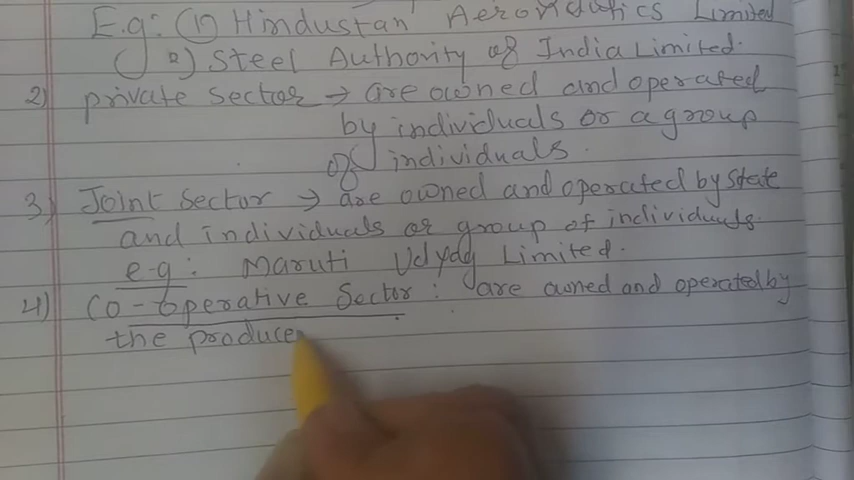 E.g: (1) Hindustan Aeronautics Limited
(2) Steel Authority of India Limited.
2) private sector → are owned and operated
by individuals or a group
of individuals.
3) Joint Sector → are owned and operated by state
and individuals or group of individuals.
e.g: Maruti Udyog Limited.
4) Co-operative Sector: are owned and operated by
the produce